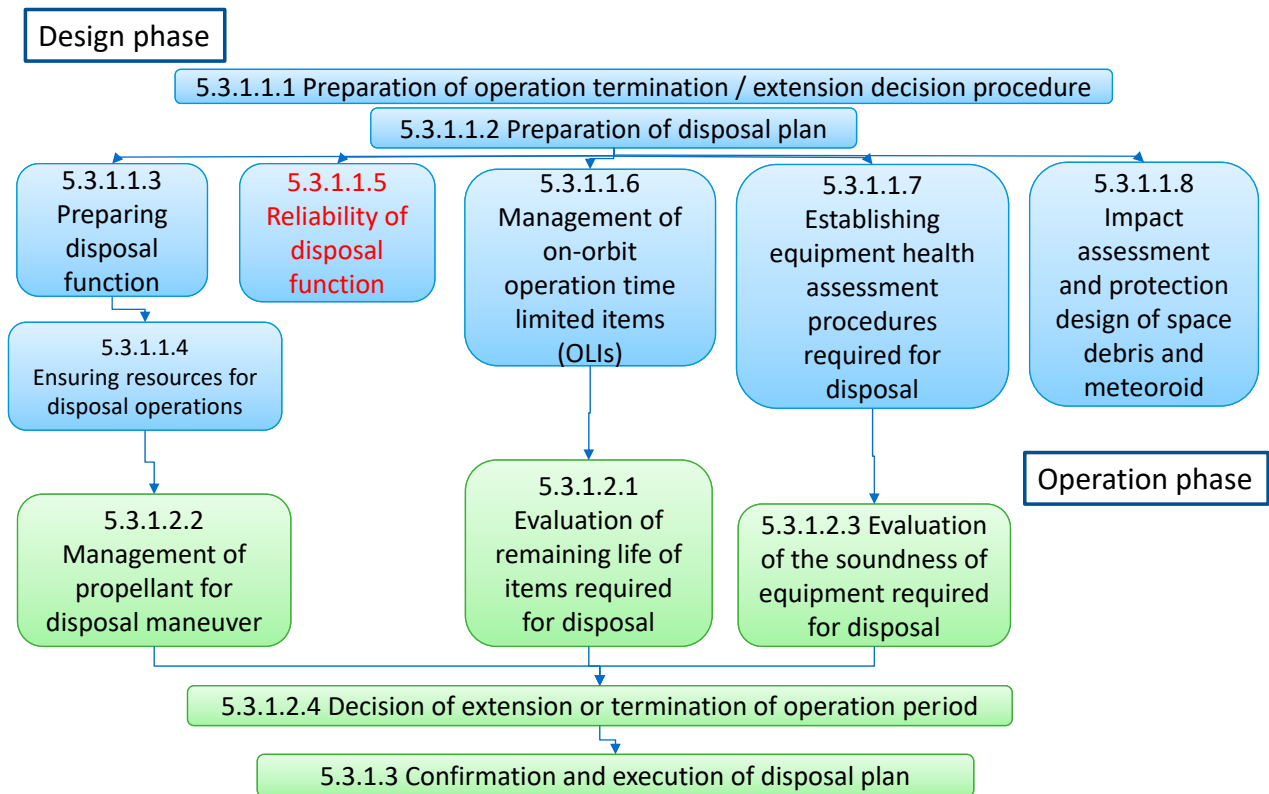 Design phase
5.3.1.1.1 Preparation of operation termination / extension decision procedure
5.3.1.1.2 Preparation of disposal plan
5.3.1.1.3
Preparing
disposal
function
5.3.1.1.5
Reliability of
disposal
function
5.3.1.1.6
Management of
on-orbit
operation time
limited items
(OLIs)
5.3.1.1.7
Establishing
equipment health
assessment
procedures
required for
disposal
5.3.1.1.8
Impact
assessment
and protection
design of space
debris and
meteoroid
5.3.1.1.4
Ensuring resources for
disposal operations
Operation phase
5.3.1.2.2
Management of
propellant for
disposal maneuver
5.3.1.2.1
Evaluation of
remaining life of
items required
for disposal
5.3.1.2.3 Evaluation
of the soundness of
equipment required
for disposal
5.3.1.2.4 Decision of extension or termination of operation period
5.3.1.3 Confirmation and execution of disposal plan